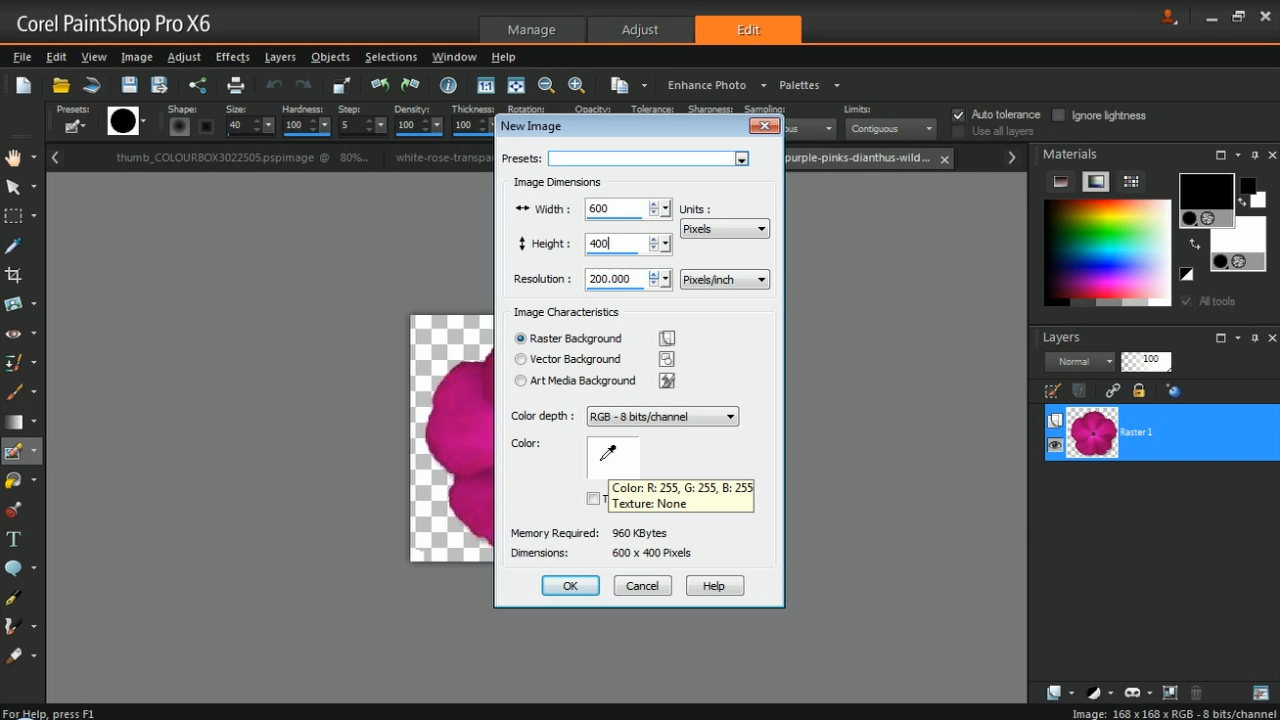 Corel PaintShop Pro X6
Manage
Adjust
Edit
File Edit View Image Adjust Effects Layers Objects Selections Window Help
Enhance Photo
Palettes
Presets:
Shape:
Size:
Hardness:
Step:
Density:
Thickness:
Rotation:
Opacity:
Tolerance:
Sharpness:
Sampling:
Limits:
40
100
5
100
100
Contiguous
Auto tolerance
Ignore lightness
Use all layers
thumb_COLOURBOX3022505.pspimage @ 80%...
white-rose-transpa
purple-pinks-dianthus-wild...
New Image
Presets:
Image Dimensions
Width : 600
Units :
Pixels
Height : 400
Resolution : 200.000 Pixels/inch
Image Characteristics
Raster Background
Vector Background
Art Media Background
Color depth : RGB - 8 bits/channel
Color:
Color: R: 255, G: 255, B: 255
Texture: None
Memory Required: 960 KBytes
Dimensions: 600 x 400 Pixels
OK Cancel Help
Materials
All tools
Layers
Normal
100
Raster 1
For Help, press F1
Image: 168 x 168 x RGB - 8 bits/channel